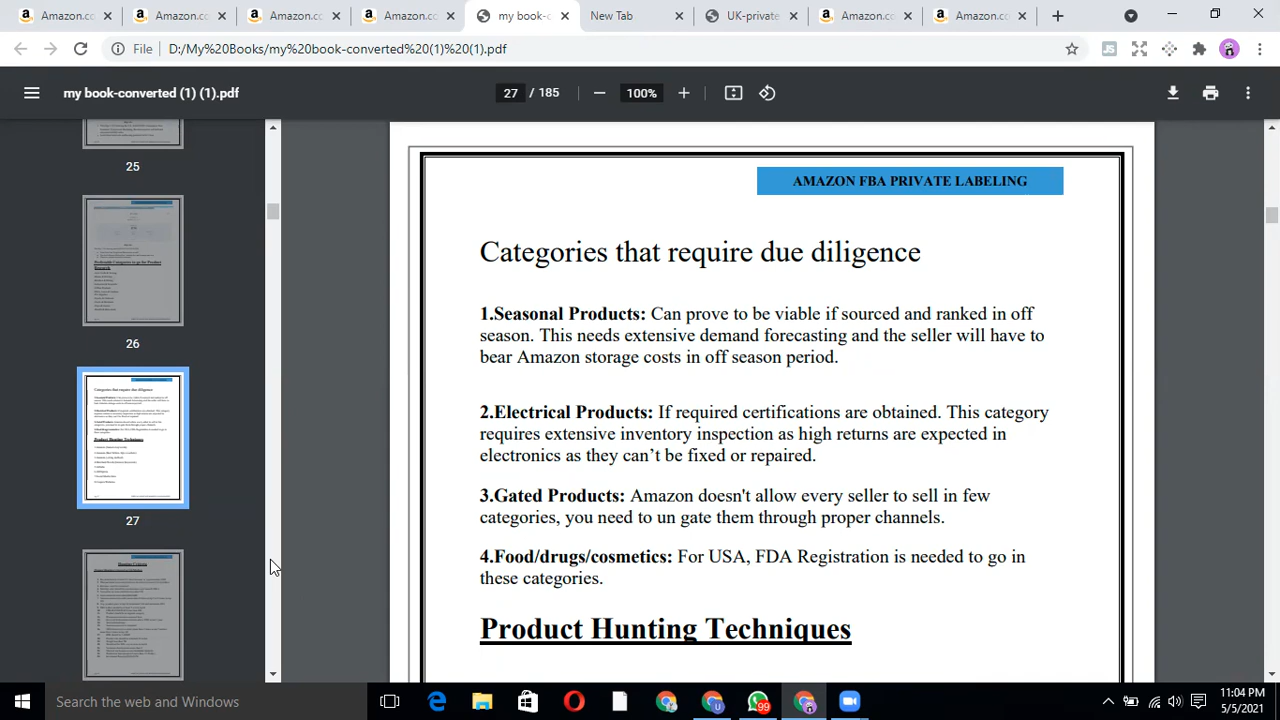 Amazon.co
Amazon.co
Amazon.co
Amazon.co
my book-c
New Tab
UK-private
Amazon.co
Amazon.co
File
D:/My%20Books/my%20book-converted%20(1)%20(1).pdf
JS
my book-converted (1) (1).pdf
27 / 185
100%
25
26
27
AMAZON FBA PRIVATE LABELING
Categories that require due diligence
1.Seasonal Products: Can prove to be viable if sourced and ranked in off
season. This needs extensive demand forecasting and the seller will have to
bear Amazon storage costs in off season period.
2.Electrical Products: If required certifications are obtained. This category
requires extensive inventory inspection as high returns are expected in
electronics as they can’t be fixed or repaired.
3.Gated Products: Amazon doesn't allow every seller to sell in few
categories, you need to un gate them through proper channels.
4.Food/drugs/cosmetics: For USA, FDA Registration is needed to go in
these categories.
Product Hunting Techniques
Search the web and Windows
99
11:04 PM
5/5/2021